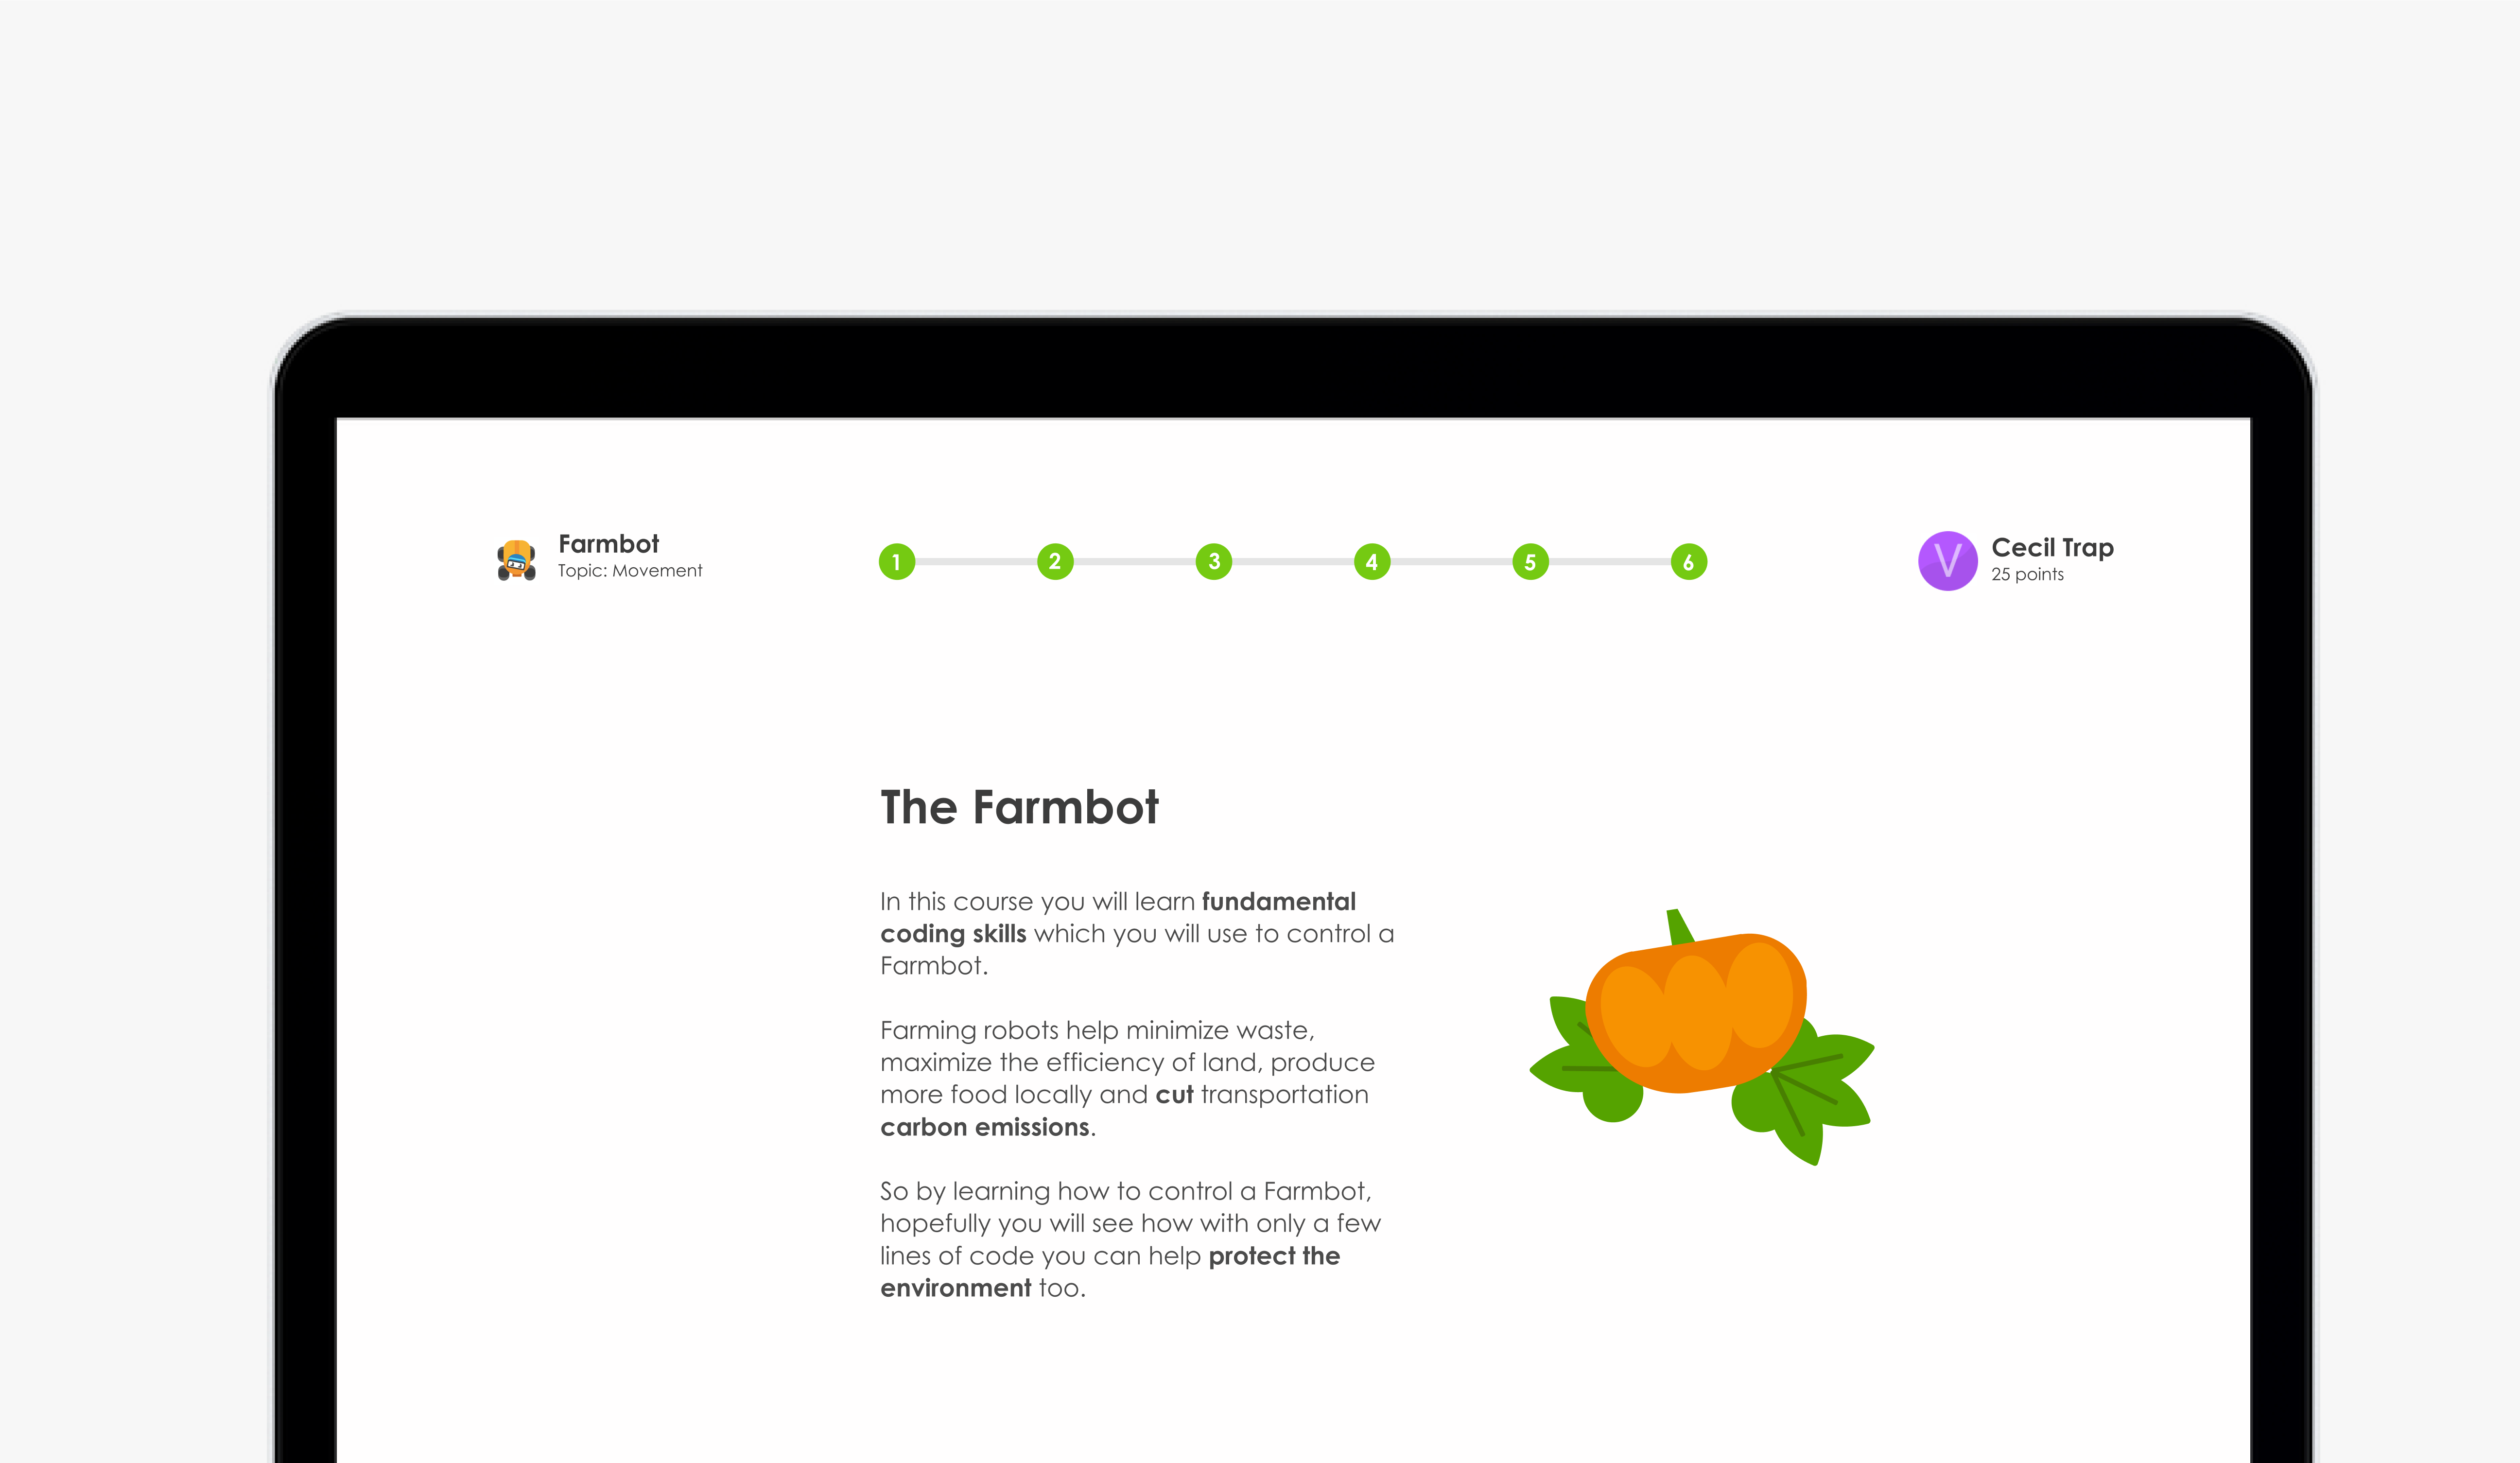 Farmbot
Topic: Movement
1 2 3 4 5 6
V
Cecil Trap
25 points
The Farmbot
In this course you will learn fundamental
coding skills which you will use to control a
Farmbot.
Farming robots help minimize waste,
maximize the efficiency of land, produce
more food locally and cut transportation
carbon emissions.
So by learning how to control a Farmbot,
hopefully you will see how with only a few
lines of code you can help protect the
environment too.